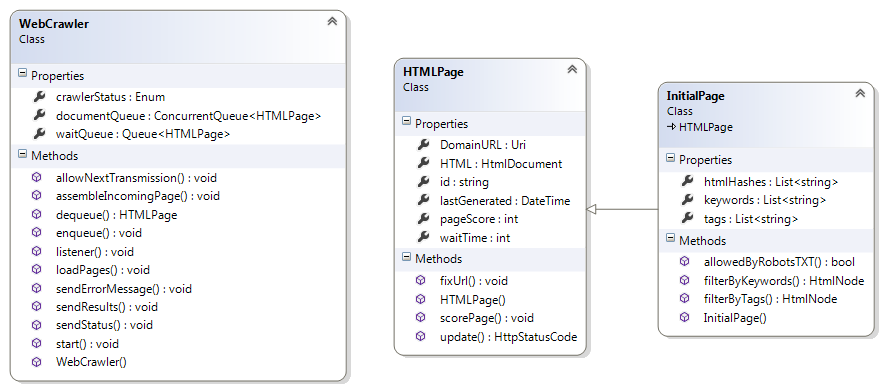 WebCrawler
Class
Properties
crawlerStatus : Enum
documentQueue : ConcurrentQueue<HTMLPage>
waitQueue : Queue<HTMLPage>
Methods
allowNextTransmission() : void
assembleIncomingPage() : void
dequeue() : HTMLPage
enqueue() : void
listener() : void
loadPages() : void
sendErrorMessage() : void
sendResults() : void
sendStatus() : void
start() : void
WebCrawler()
HTMLPage
Class
Properties
DomainURL : Uri
HTML : HtmlDocument
id : string
lastGenerated : DateTime
pageScore : int
waitTime : int
Methods
fixUrl() : void
HTMLPage()
scorePage() : void
update() : HttpStatusCode
InitialPage
Class
HTMLPage
Properties
htmlHashes : List<string>
keywords : List<string>
tags : List<string>
Methods
allowedByRobotsTXT() : bool
filterByKeywords() : HtmlNode
filterByTags() : HtmlNode
InitialPage()